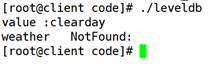 [root@client code]# ./leveldb
value :clearday
weather   NotFound:
[root@client code]#